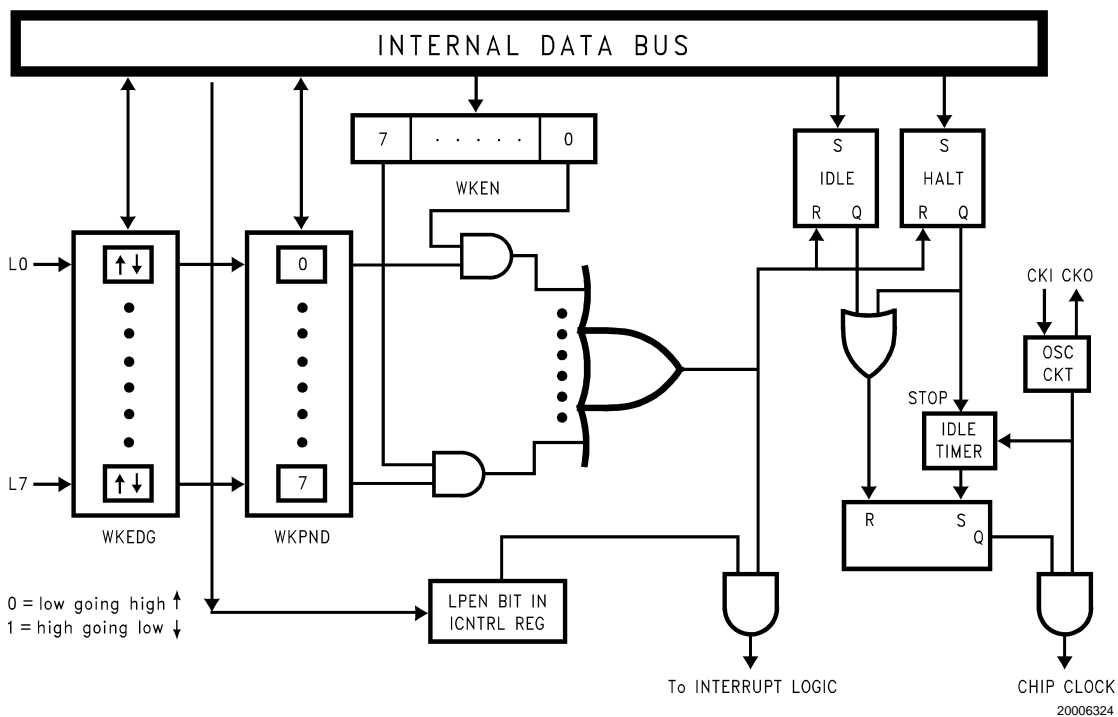 INTERNAL DATA BUS
7 . . . . . 0
WKEN
S
IDLE
R Q
S
HALT
R Q
L0
0
CKI CKO
OSC
CKT
STOP
IDLE
TIMER
L7
7
WKEDG
WKPND
R S
Q
0 = low going high ↑
1 = high going low ↓
LPEN BIT IN
ICNTRL REG
To INTERRUPT LOGIC
CHIP CLOCK
20006324